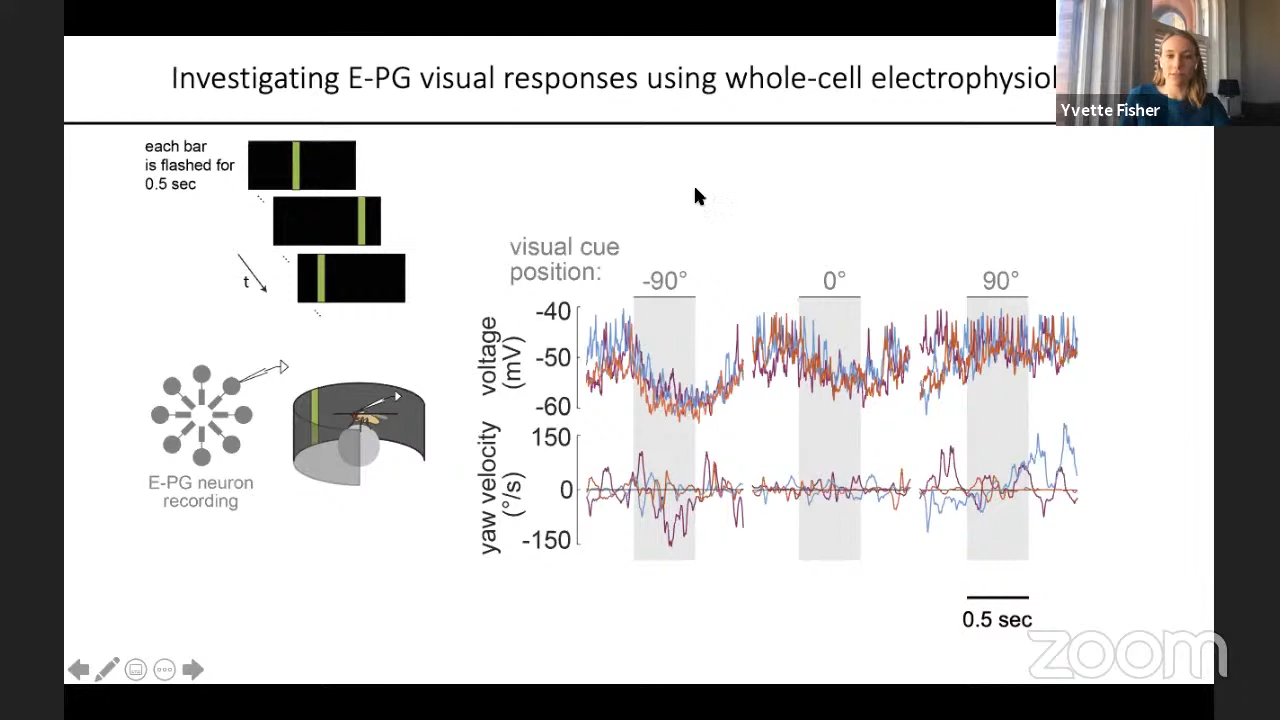 Investigating E-PG visual responses using whole-cell electrophysiol
Yvette Fisher
each bar
is flashed for
0.5 sec
t
visual cue
position:
-90°
0°
90°
voltage
(mV)
-40
-50
-60
yaw velocity
(°/s)
150
0
-150
0.5 sec
E-PG neuron
recording
zoom